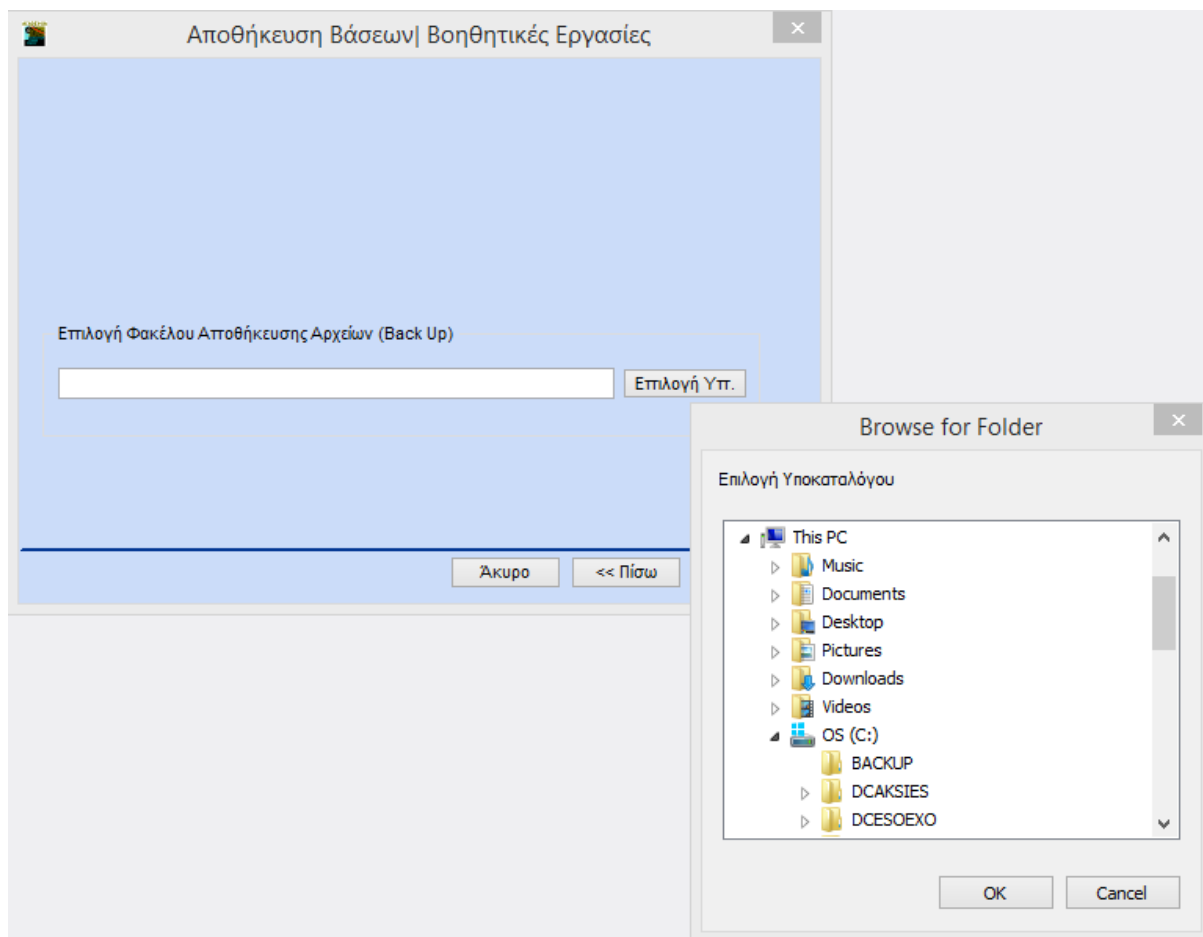 Αποθήκευση Βάσεων| Βοηθητικές Εργασίες
Επιλογή Φακέλου Αποθήκευσης Αρχείων (Back Up)
Επιλογή Υπ.
Άκυρο
<< Πίσω
Browse for Folder
Επιλογή Υποκαταλόγου
This PC
Music
Documents
Desktop
Pictures
Downloads
Videos
OS (C:)
BACKUP
DCAKSIES
DCESOEXO
OK
Cancel